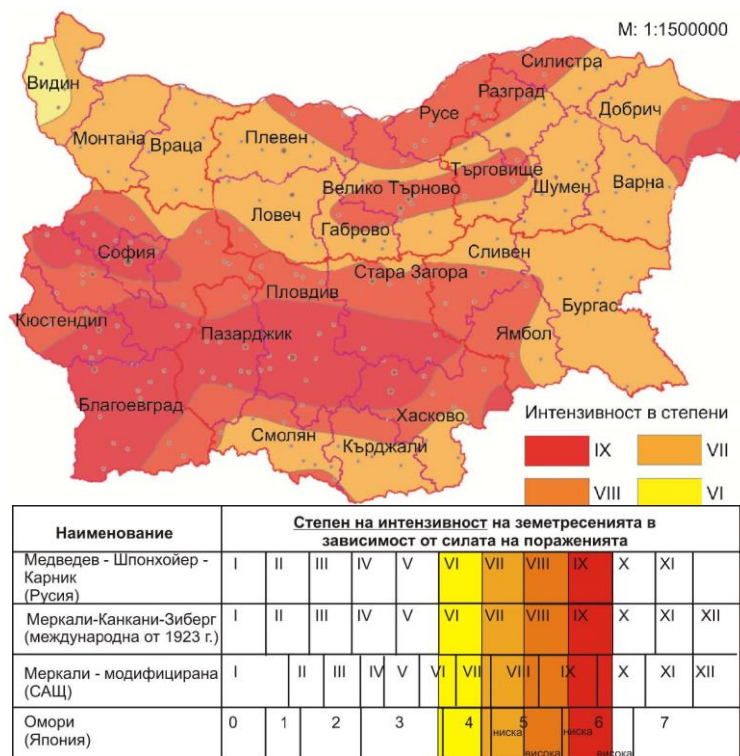 М: 1:1500000
Силистра
Видин
Разград
Добрич
Русе
Монтана
Враца
Плевен
Търговище
Велико Търново
Шумен
Варна
Ловеч
Габрово
София
Сливен
Стара Загора
Пловдив
Бургас
Кюстендил
Пазарджик
Ямбол
Благоевград
Хасково
Смолян
Кърджали
Интензивност в степени
IX
VII
VIII
VI
Наименование
Степен на интензивност на земетресенията в
зависимост от силата на пораженията
Медведев - Шпонхойер -
Карник
(Русия)
I II III IV V VI VII VIII IX X XI
Меркали-Канкани-Зиберг
(международна от 1923 г.)
I II III IV V VI VII VIII IX X XI XII
Меркали - модифицирана
(САЩ)
I II III IV V VI VII VIII IX X XI XII
Омори
(Япония)
0 1 2 3 4 5 6 7
ниска ниска
висока висока